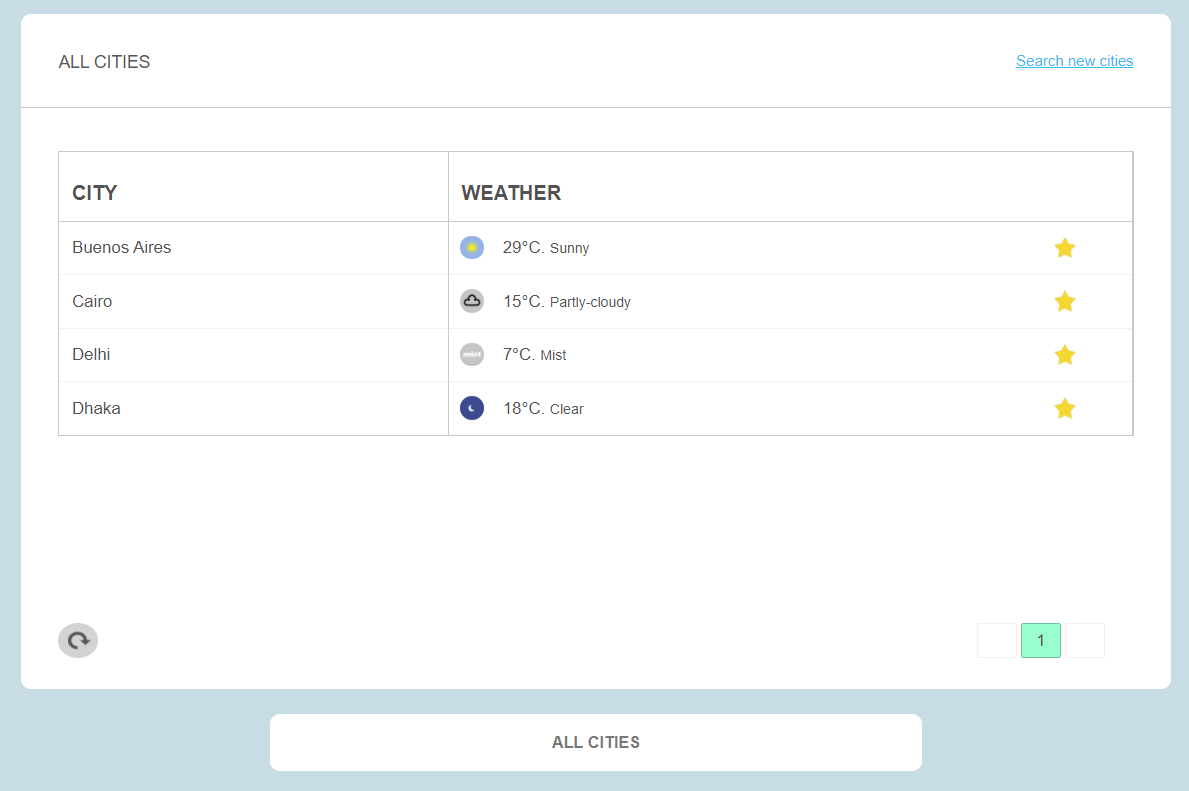 ALL CITIES
Search new cities
CITY
WEATHER
Buenos Aires
29°C. Sunny
Cairo
15°C. Partly-cloudy
Delhi
mist
7°C. Mist
Dhaka
18°C. Clear
1
ALL CITIES